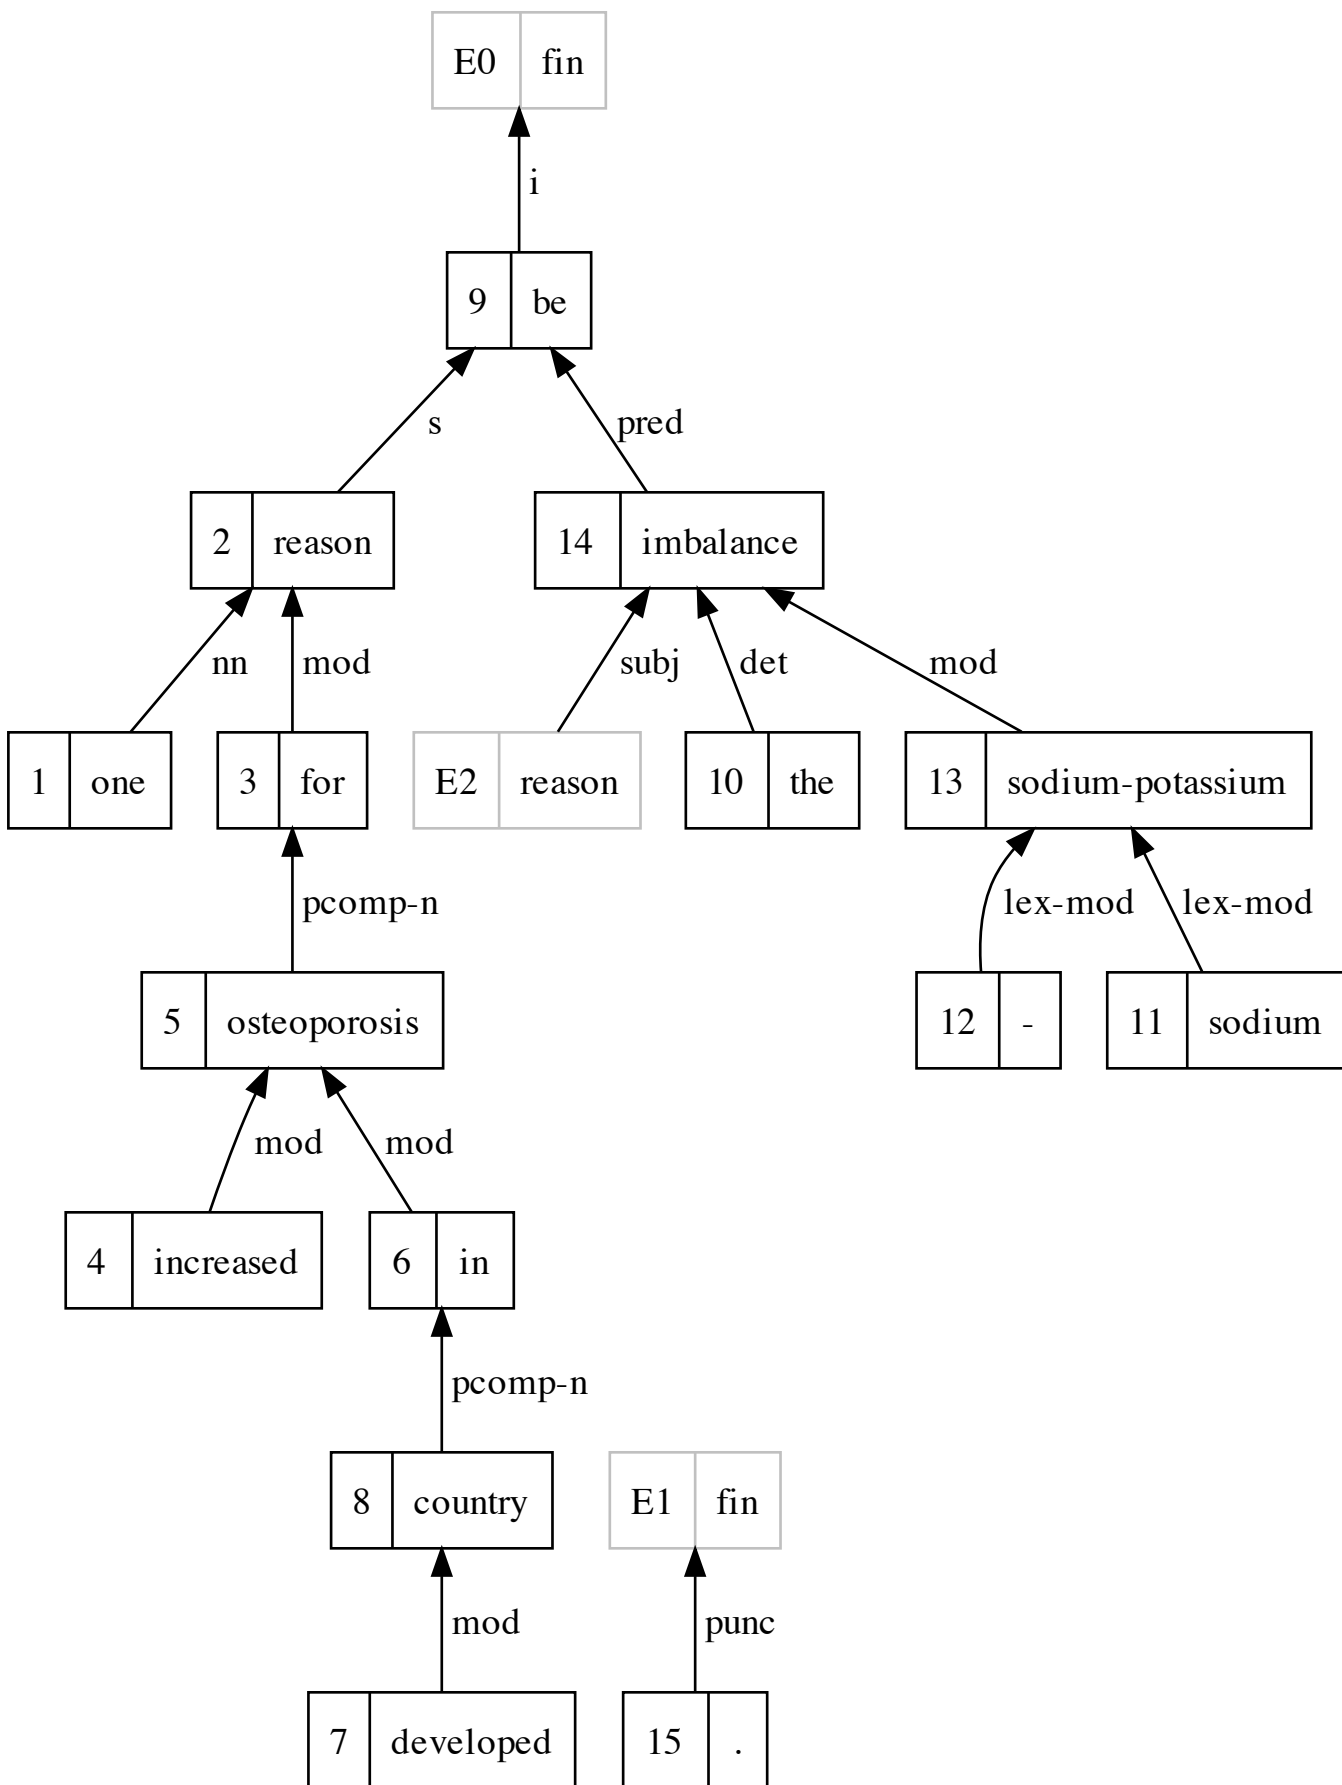 E0 fin
i
9 be
s pred
2 reason 14 imbalance
nn mod subj det mod
1 one 3 for E2 reason 10 the 13 sodium-potassium
pcomp-n lex-mod lex-mod
5 osteoporosis 12 - 11 sodium
mod mod
4 increased 6 in
pcomp-n
8 country E1 fin
mod punc
7 developed 15 .